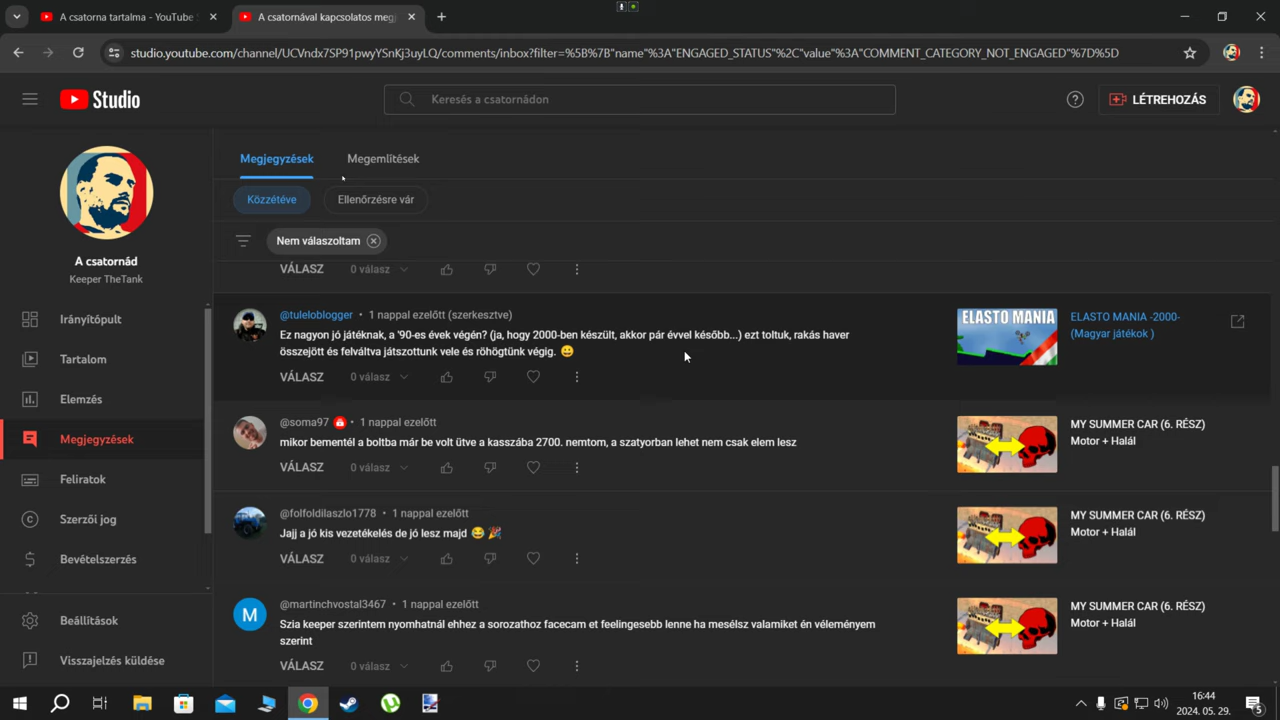 A csatorna tartalma - YouTube S
A csatornával kapcsolatos megj
studio.youtube.com/channel/UCVndx7SP91pwyYSnKj3uyLQ/comments/inbox?filter=%5B%7B"name"%3A"ENGAGED_STATUS"%2C"value"%3A"COMMENT_CATEGORY_NOT_ENGAGED"%7D%5D
Studio
Keresés a csatornádon
LÉTREHOZÁS
A csatornád
Keeper TheTank
Irányítópult
Tartalom
Elemzés
Megjegyzések
Feliratok
Szerzői jog
Bevételszerzés
Beállítások
Visszajelzés küldése
Megjegyzések
Megemlítések
Közzétéve
Ellenőrzésre vár
Nem válaszoltam
VÁLASZ
0 válasz
@tuleloblogger • 1 nappal ezelőtt (szerkesztve)
Ez nagyon jó játéknak, a '90-es évek végén? (ja, hogy 2000-ben készült, akkor pár évvel később...) ezt toltuk, rakás haver
összejött és felváltva játszottunk vele és röhögtünk végig. 😀
VÁLASZ
0 válasz
ELASTO MANIA
ELASTO MANIA -2000-
(Magyar játékok )
@soma97 • 1 nappal ezelőtt
mikor bementél a boltba már be volt ütve a kasszába 2700. nemtom, a szatyorban lehet nem csak elem lesz
VÁLASZ
0 válasz
MY SUMMER CAR (6. RÉSZ)
Motor + Halál
@folfoldilaszlo1778 • 1 nappal ezelőtt
Jajj a jó kis vezetékelés de jó lesz majd 😂 🎉
VÁLASZ
0 válasz
MY SUMMER CAR (6. RÉSZ)
Motor + Halál
M
@martinchvostal3467 • 1 nappal ezelőtt
Szia keeper szerintem nyomhatnál ehhez a sorozathoz facecam et feelingesebb lenne ha mesélsz valamiket én véleményem
szerint
VÁLASZ
0 válasz
MY SUMMER CAR (6. RÉSZ)
Motor + Halál
16:44
2024. 05. 29.
5